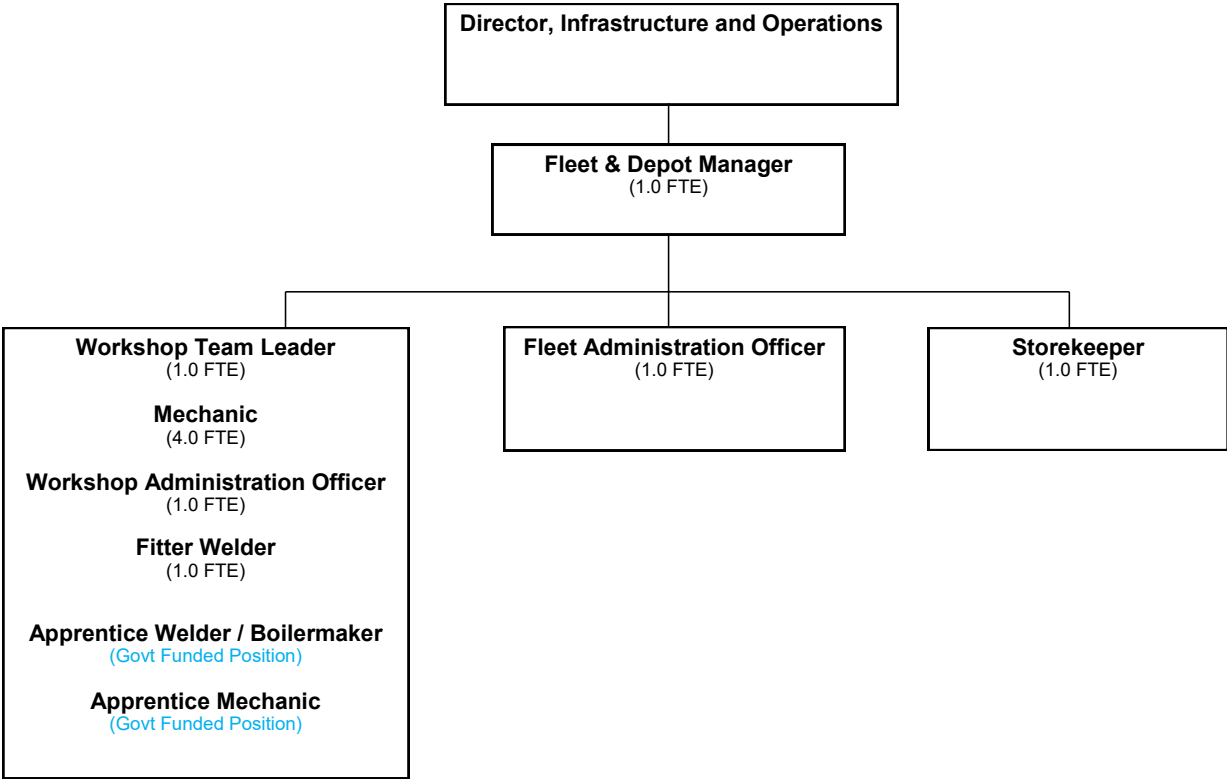 Director, Infrastructure and Operations
Fleet & Depot Manager
(1.0 FTE)
Workshop Team Leader
(1.0 FTE)
Mechanic
(4.0 FTE)
Workshop Administration Officer
(1.0 FTE)
Fitter Welder
(1.0 FTE)
Apprentice Welder / Boilermaker
(Govt Funded Position)
Apprentice Mechanic
(Govt Funded Position)
Fleet Administration Officer
(1.0 FTE)
Storekeeper
(1.0 FTE)